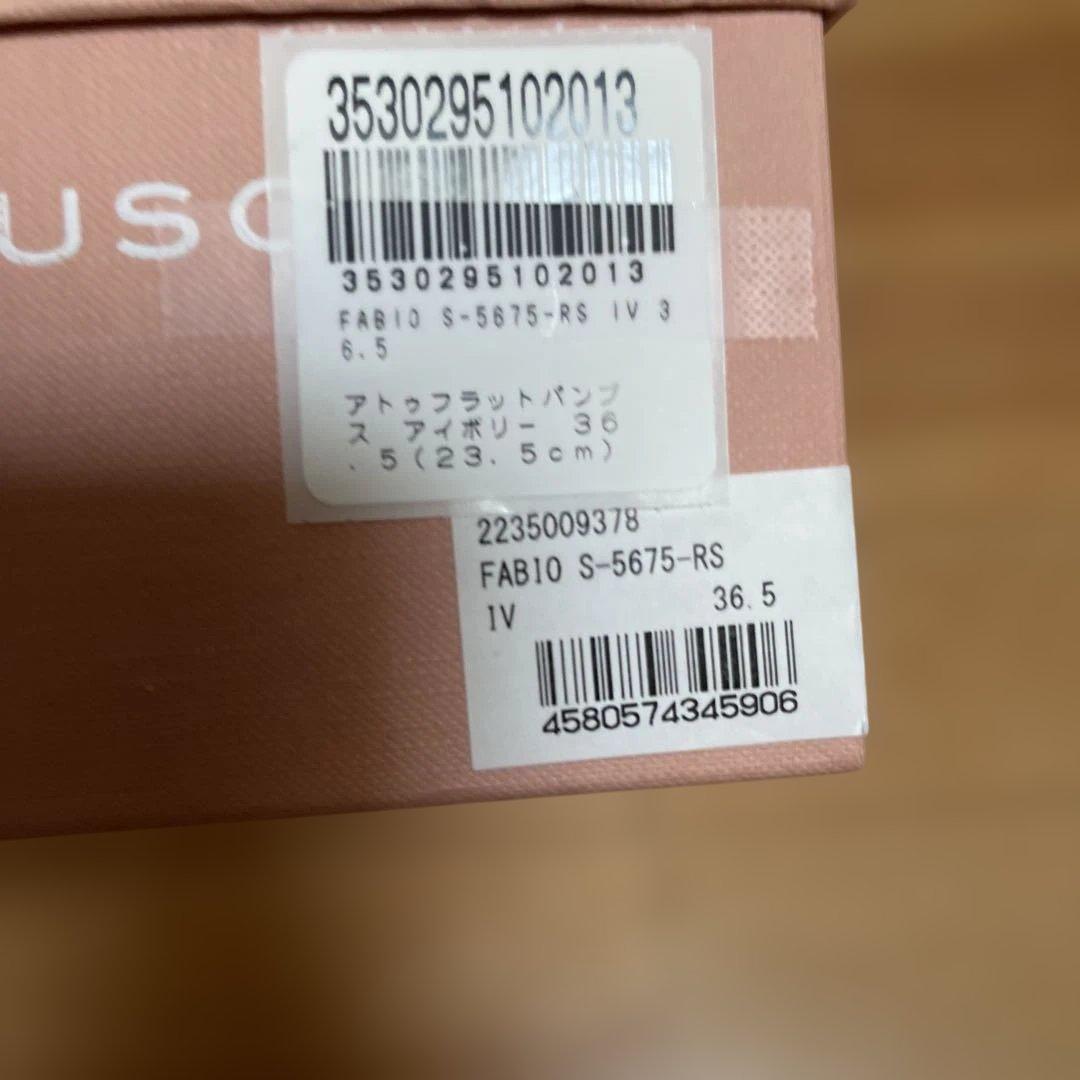 3530295102013
USC
3530295102013
FABIO S-5675-RS IV 3
6.5
アトゥフラットパンプ
ス アイボリー 36
.5(23.5cm)
2235009378
FABIO S-5675-RS
IV 36.5
4580574345906